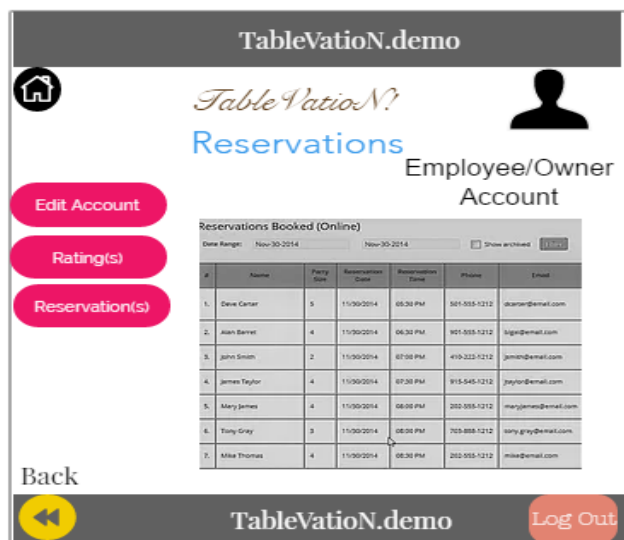 TableVatioN.demo
TableVatioN!
Reservations
Employee/Owner
Account
Edit Account
Rating(s)
Reservation(s)
Reservations Booked (Online)
Date Range: Nov-30-2014 Nov-30-2014 Show archived
# Name Party Size Reservation Date Reservation Time Phone Email
1. Dave Carter 5 11/30/2014 05:30 PM 501-555-1212 dcarter@email.com
2. Alan Barret 4 11/30/2014 06:30 PM 901-555-1212
3. John Smith 2 11/30/2014 07:00 PM 410-222-1212 jsmith@email.com
4. James Taylor 4 11/30/2014 07:30 PM 915-545-1212 jtaylor@email.com
5. Mary James 4 11/30/2014 08:00 PM 202-555-1212 maryjames@email.com
6. Tony Gray 3 11/30/2014 08:00 PM 703-888-1212 tony.gray@email.com
7. Mike Thomas 4 11/30/2014 08:30 PM 202-555-1212 mike@email.com
Back
TableVatioN.demo
Log Out